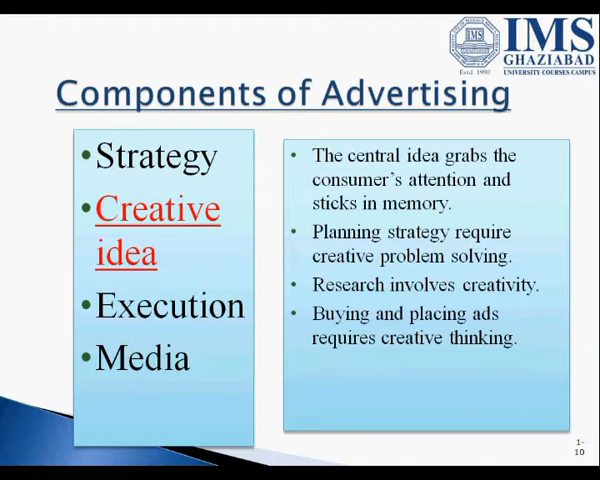 IMS
Estd. 1990
IMS
GHAZIABAD
UNIVERSITY COURSES CAMPUS
Components of Advertising
•Strategy
•Creative
idea
•Execution
•Media
• The central idea grabs the
consumer’s attention and
sticks in memory.
• Planning strategy require
creative problem solving.
• Research involves creativity.
• Buying and placing ads
requires creative thinking.
1-
10